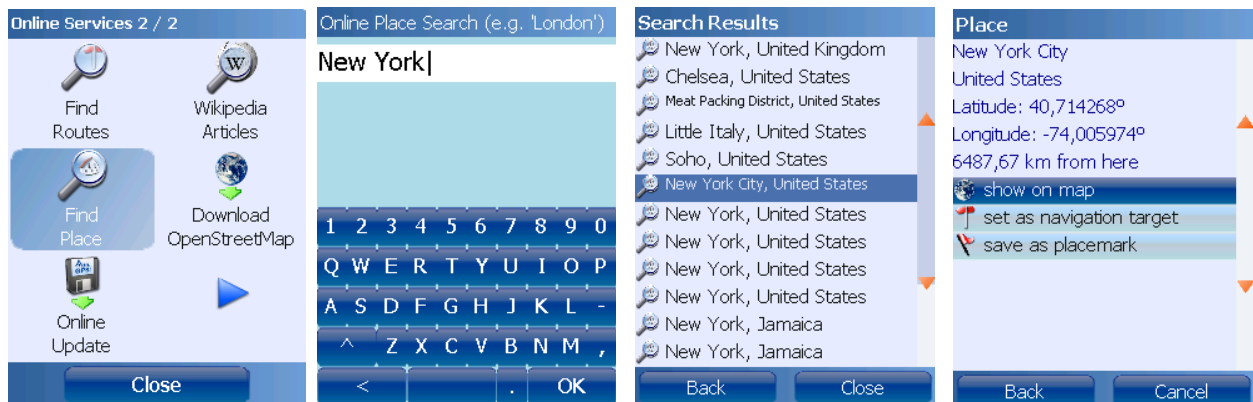 Online Services 2 / 2
Find
Routes
Wikipedia
Articles
Find
Place
Download
OpenStreetMap
Online
Update
Close
Online Place Search (e.g. 'London')
New York
1 2 3 4 5 6 7 8 9 0
Q W E R T Y U I O P
A S D F G H J K L -
^ Z X C V B N M ,
< . OK
Search Results
New York, United Kingdom
Chelsea, United States
Meat Packing District, United States
Little Italy, United States
Soho, United States
New York City, United States
New York, United States
New York, United States
New York, United States
New York, United States
New York, Jamaica
New York, Jamaica
Back Close
Place
New York City
United States
Latitude: 40,714268º
Longitude: -74,005974º
6487,67 km from here
show on map
set as navigation target
save as placemark
Back Cancel